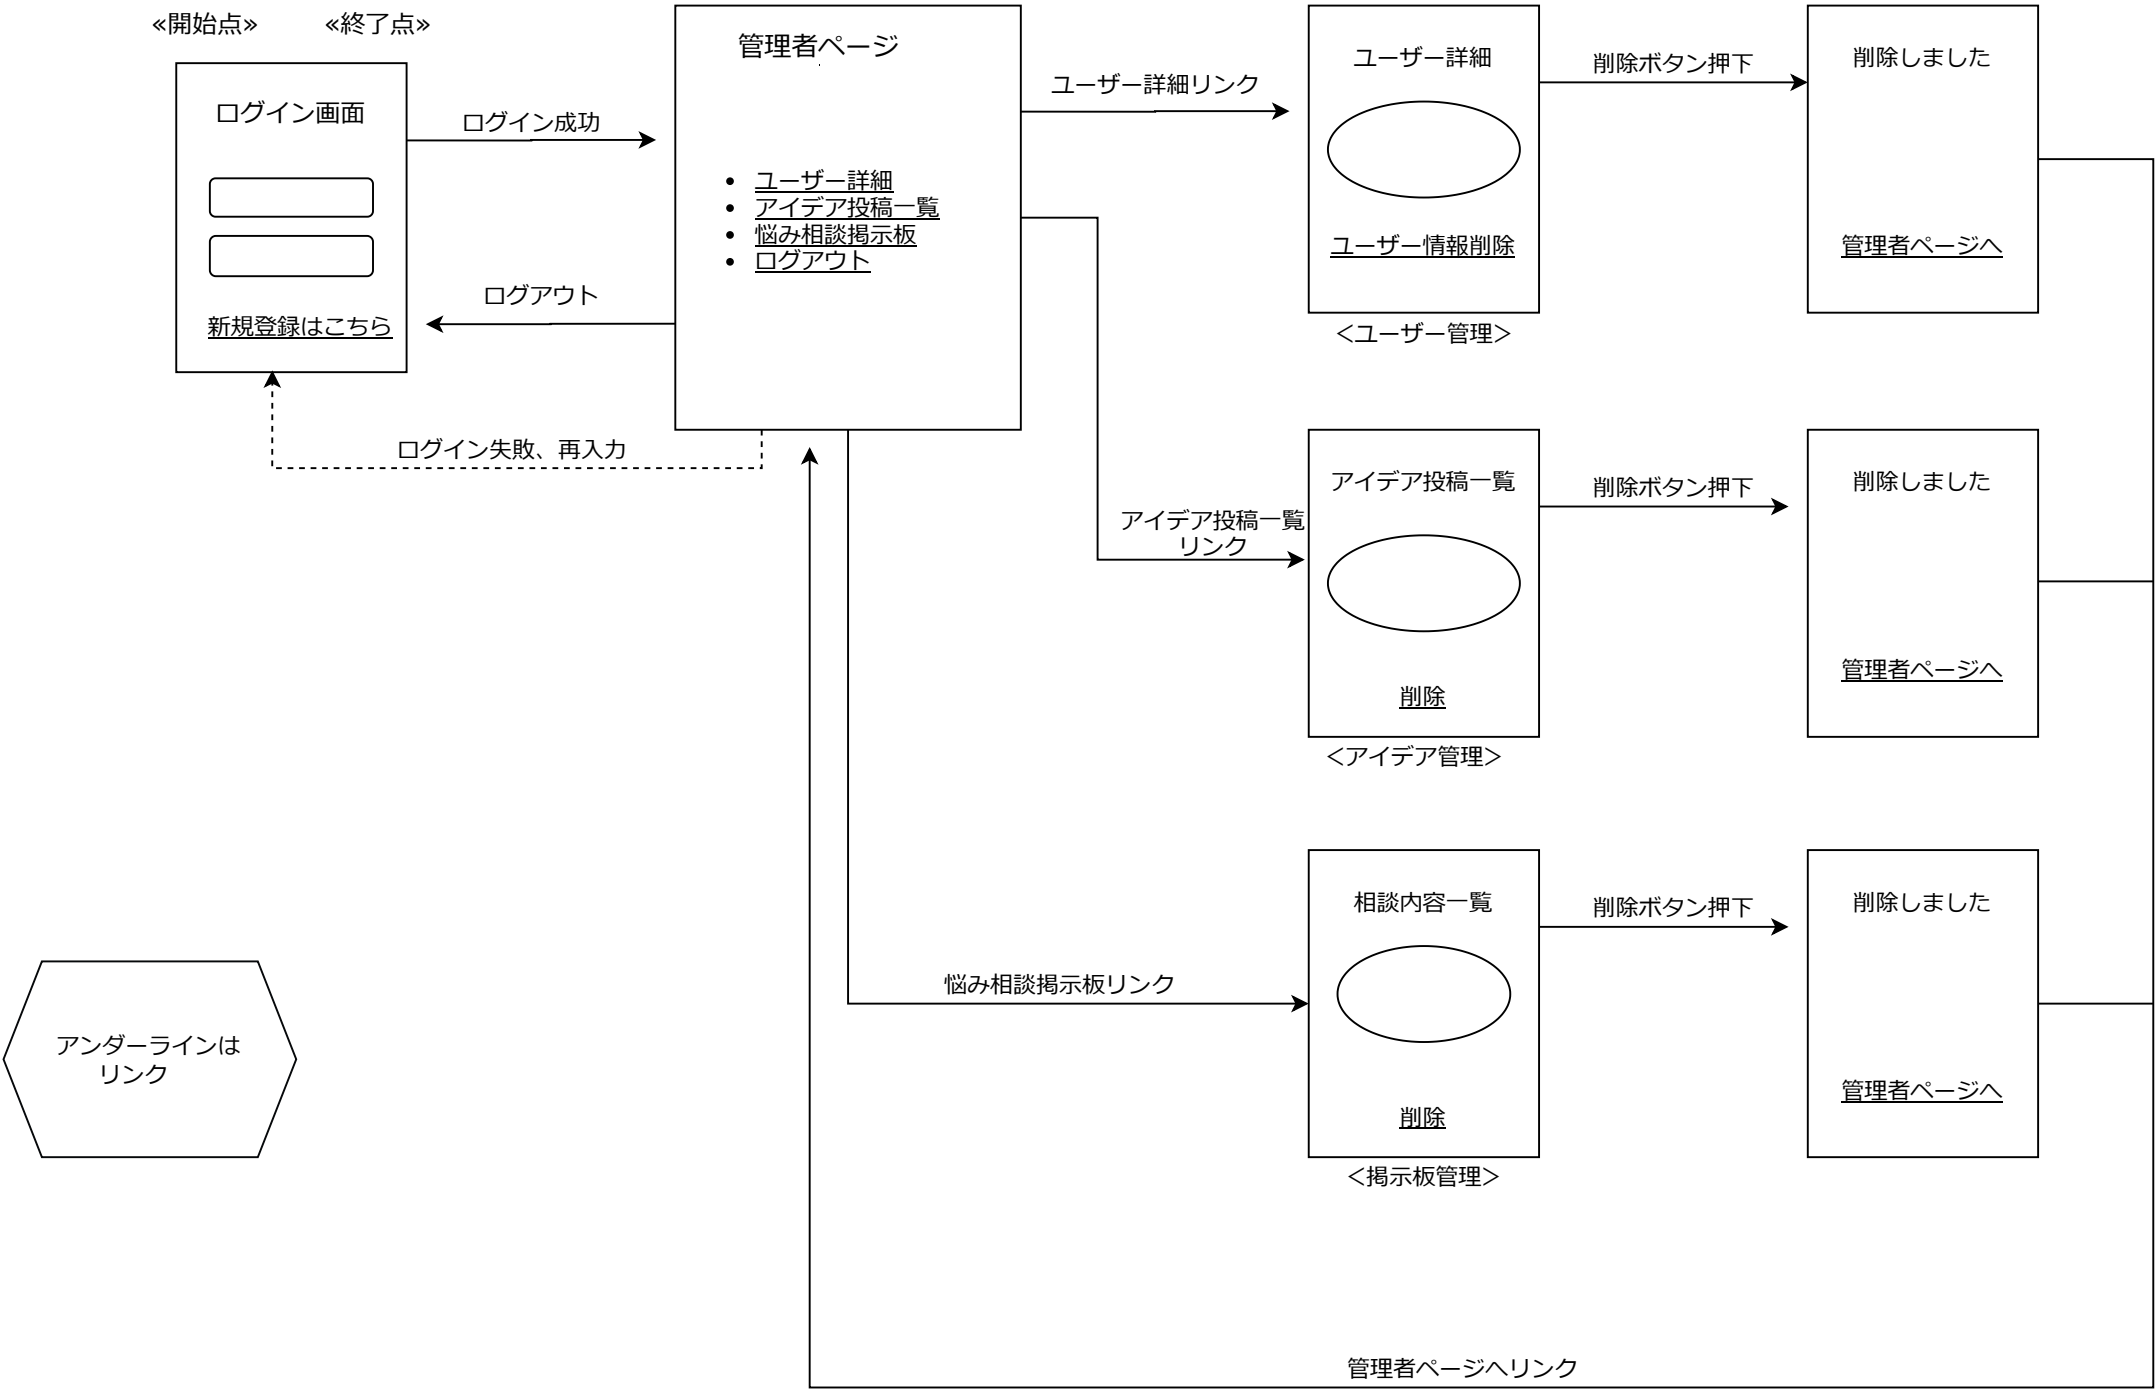 ≪開始点≫
≪終了点≫
ログイン画面
新規登録はこちら
ログイン成功
ログアウト
ログイン失敗、再入力
管理者ページ
ユーザー詳細
アイデア投稿一覧
悩み相談掲示板
ログアウト
ユーザー詳細リンク
ユーザー詳細
ユーザー情報削除
＜ユーザー管理＞
削除ボタン押下
削除しました
管理者ページへ
アイデア投稿一覧
リンク
アイデア投稿一覧
削除
＜アイデア管理＞
削除ボタン押下
削除しました
管理者ページへ
悩み相談掲示板リンク
相談内容一覧
削除
＜掲示板管理＞
削除ボタン押下
削除しました
管理者ページへ
アンダーラインは
リンク
管理者ページへリンク